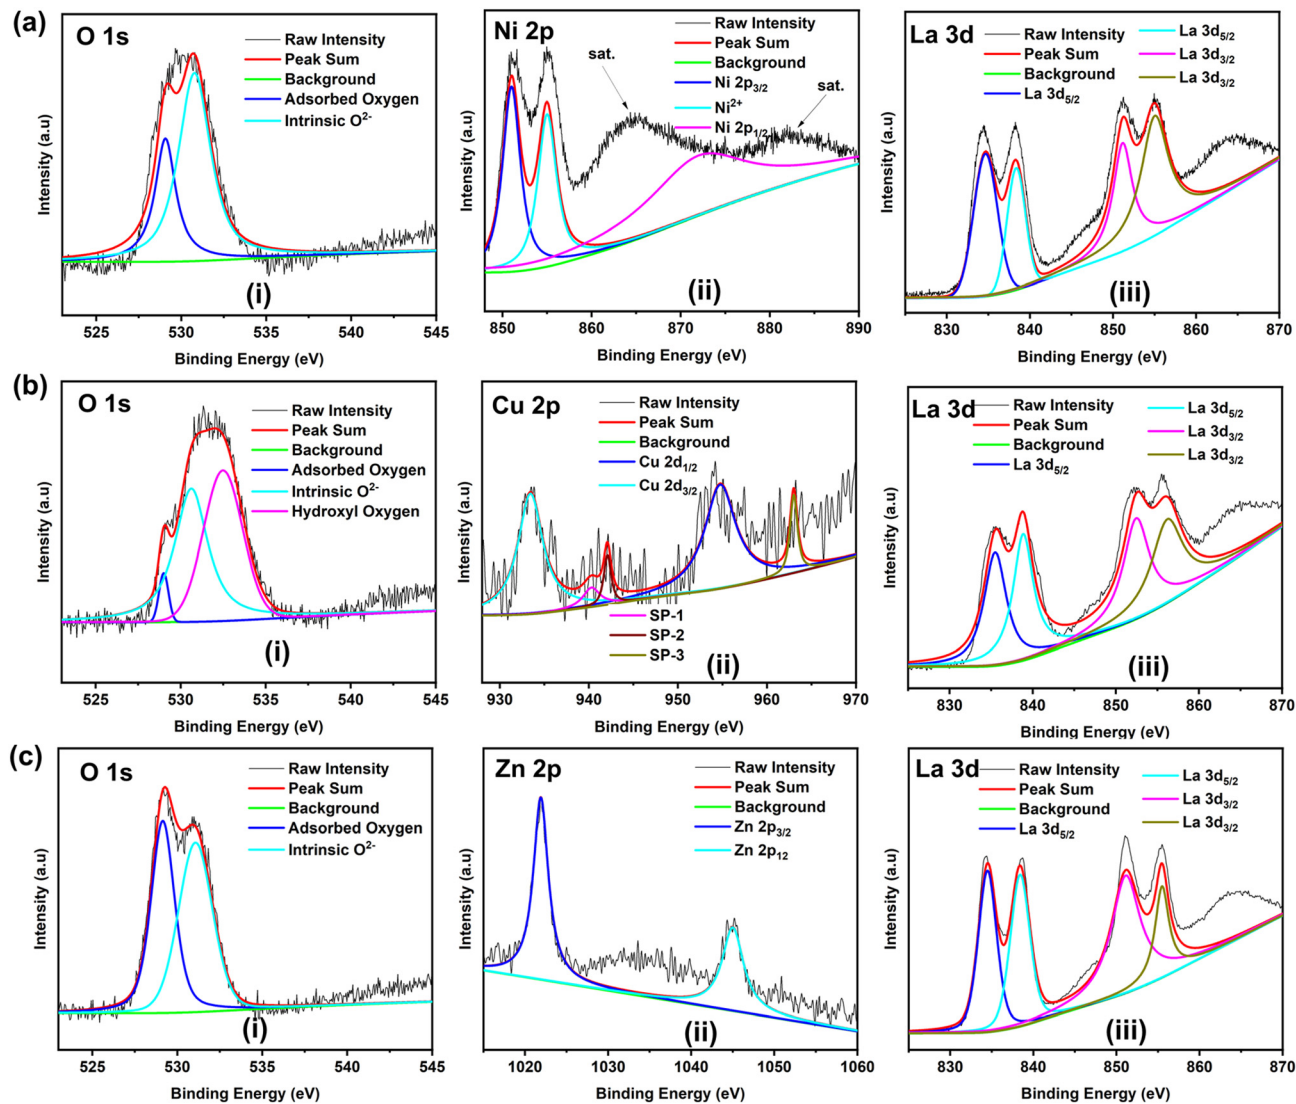 (a)
O 1s
Raw Intensity
Peak Sum
Background
Adsorbed Oxygen
Intrinsic O²⁻
Intensity (a.u)
(i)
525 530 535 540 545
Binding Energy (eV)
Ni 2p
Raw Intensity
Peak Sum
Background
Ni 2p₃/₂
Ni²⁺
Ni 2p₁/₂
sat.
sat.
Intensity (a.u)
(ii)
850 860 870 880 890
Binding Energy (eV)
La 3d
Raw Intensity
Peak Sum
Background
La 3d₅/₂
La 3d₅/₂
La 3d₃/₂
La 3d₃/₂
Intensity (a.u)
(iii)
830 840 850 860 870
Binding Energy (eV)
(b)
O 1s
Raw Intensity
Peak Sum
Background
Adsorbed Oxygen
Intrinsic O²⁻
Hydroxyl Oxygen
Intensity (a.u)
(i)
525 530 535 540 545
Binding Energy (eV)
Cu 2p
Raw Intensity
Peak Sum
Background
Cu 2d₁/₂
Cu 2d₃/₂
SP-1
SP-2
SP-3
Intensity (a.u)
(ii)
930 940 950 960 970
Binding Energy (eV)
La 3d
Raw Intensity
Peak Sum
Background
La 3d₅/₂
La 3d₅/₂
La 3d₃/₂
La 3d₃/₂
Intensity (a.u)
(iii)
830 840 850 860 870
Binding Energy (eV)
(c)
O 1s
Raw Intensity
Peak Sum
Background
Adsorbed Oxygen
Intrinsic O²⁻
Intensity (a.u)
(i)
525 530 535 540 545
Binding Energy (eV)
Zn 2p
Raw Intensity
Peak Sum
Background
Zn 2p₃/₂
Zn 2p₁₂
Intensity (a.u)
(ii)
1020 1030 1040 1050 1060
Binding Energy (eV)
La 3d
Raw Intensity
Peak Sum
Background
La 3d₅/₂
La 3d₅/₂
La 3d₃/₂
La 3d₃/₂
Intensity (a.u)
(iii)
830 840 850 860 870
Binding Energy (eV)